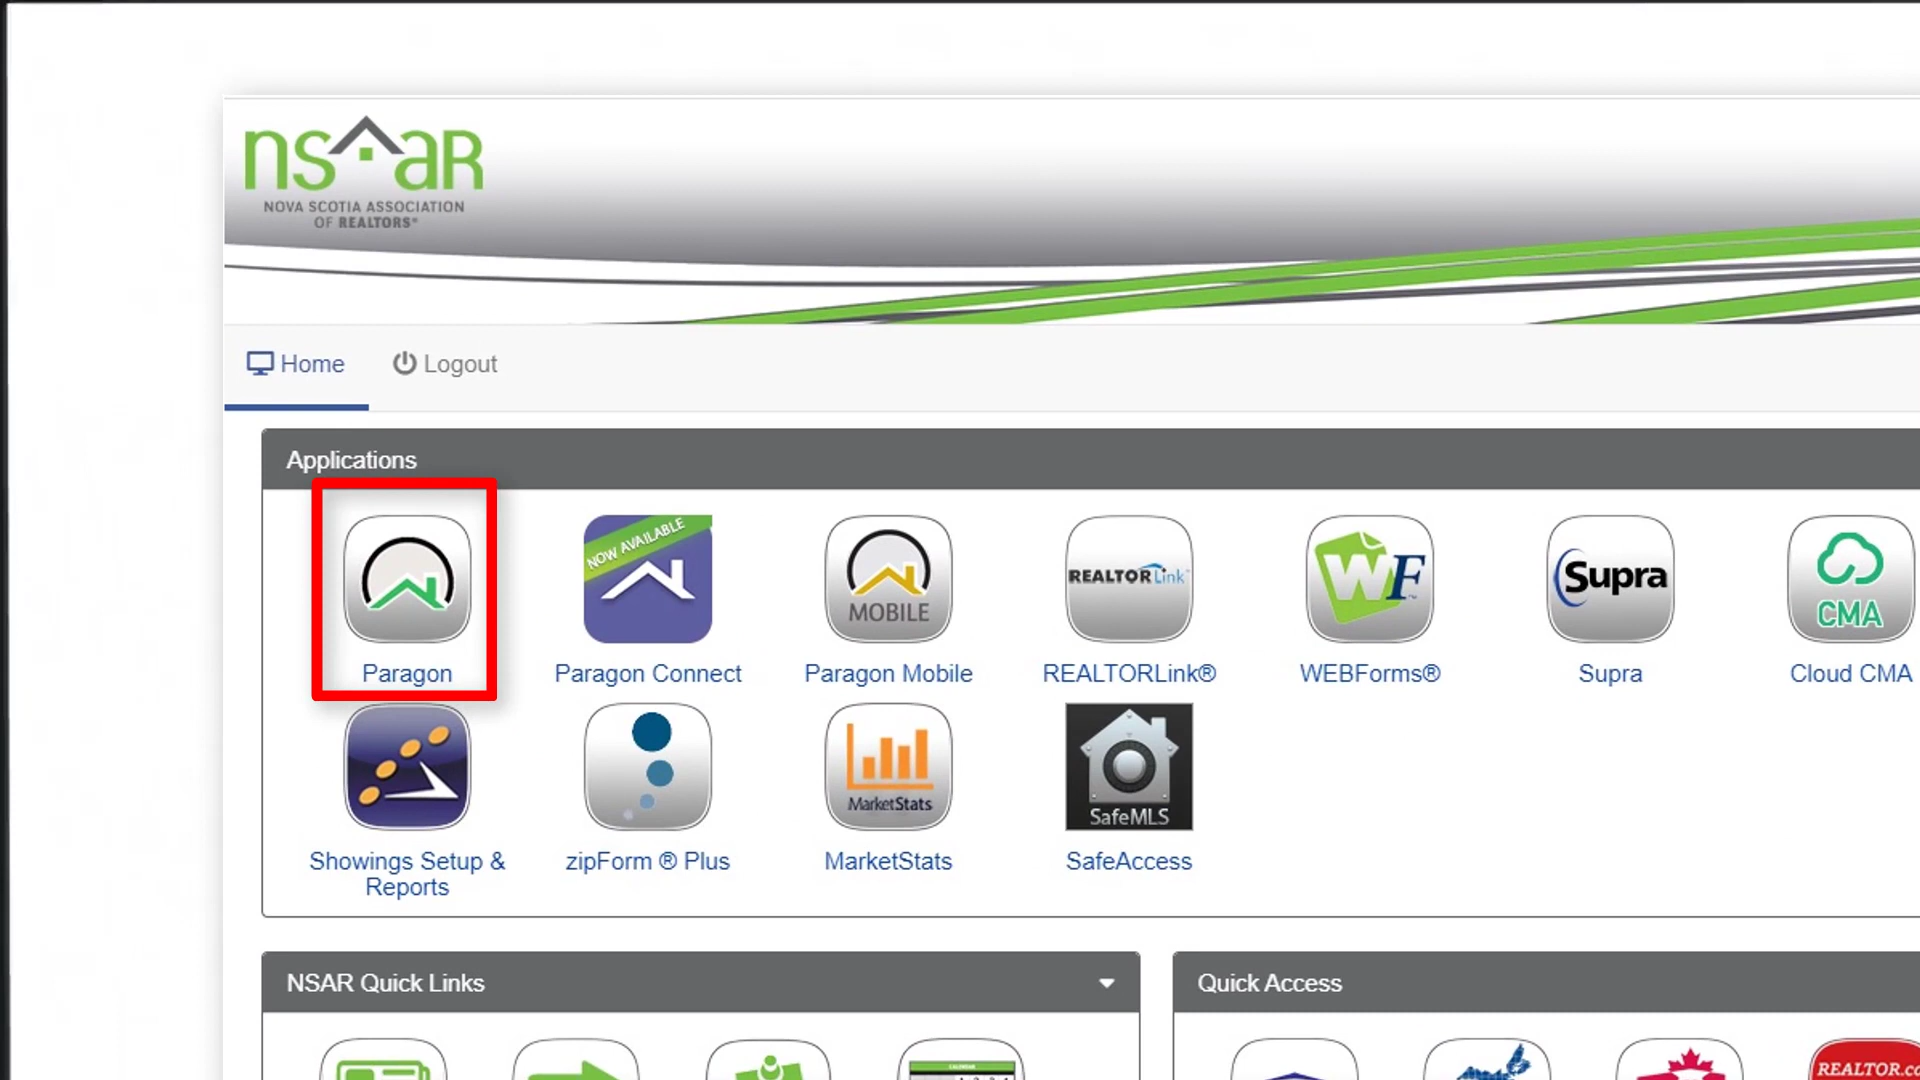 nsaR
NOVA SCOTIA ASSOCIATION
OF REALTORS®
Home
Logout
Applications
NOW AVAILABLE
MOBILE
REALTOR Link
WF
Supra
CMA
Paragon
Paragon Connect
Paragon Mobile
REALTORLink®
WEBForms®
Supra
Cloud CMA
MarketStats
SafeMLS
Showings Setup &
Reports
zipForm ® Plus
MarketStats
SafeAccess
NSAR Quick Links
Quick Access
CALENDAR